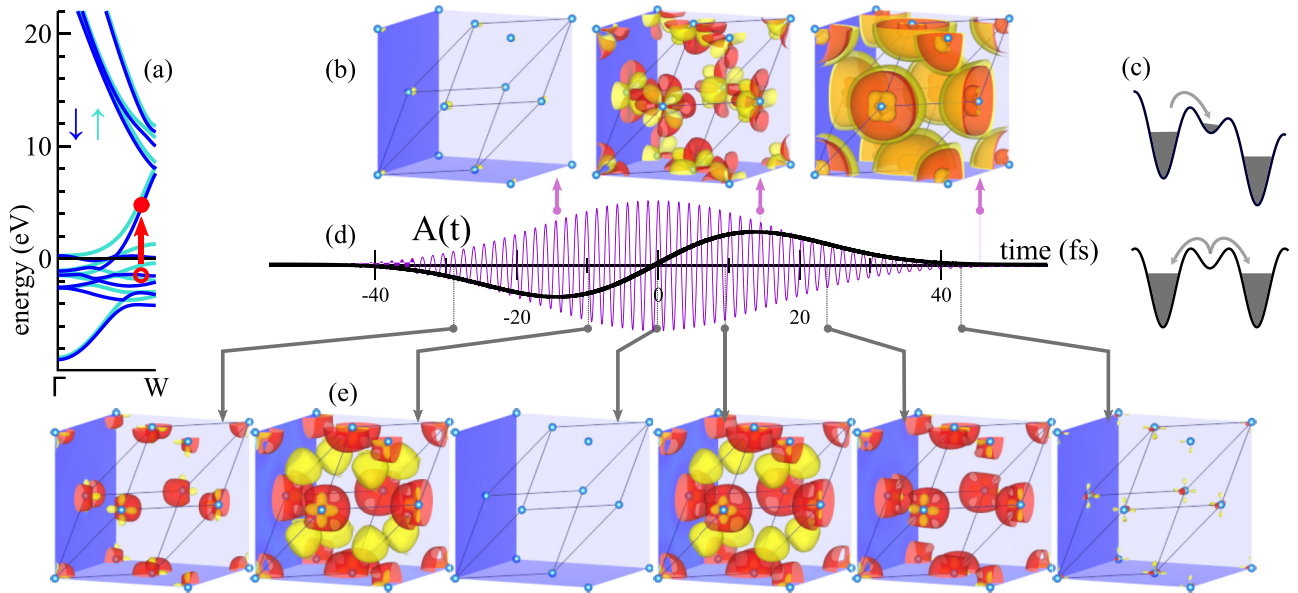 20
(a)
(b)
(c)
↓ ↑
10
energy (eV)
0
(d)
A(t)
time (fs)
-40
-20
0
20
40
Γ
W
(e)